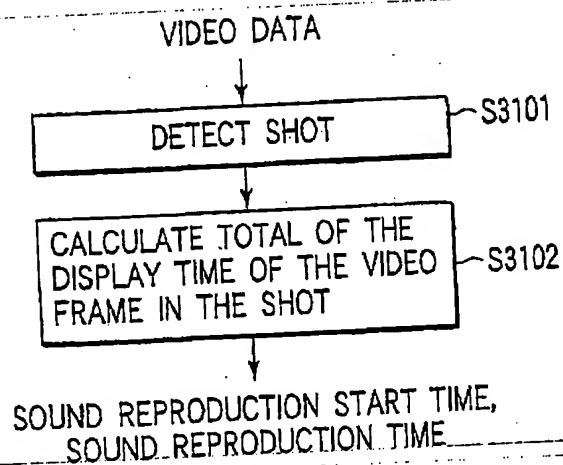 VIDEO DATA
DETECT SHOT
S3101
CALCULATE TOTAL OF THE
DISPLAY TIME OF THE VIDEO
FRAME IN THE SHOT
S3102
SOUND REPRODUCTION START TIME,
SOUND REPRODUCTION TIME